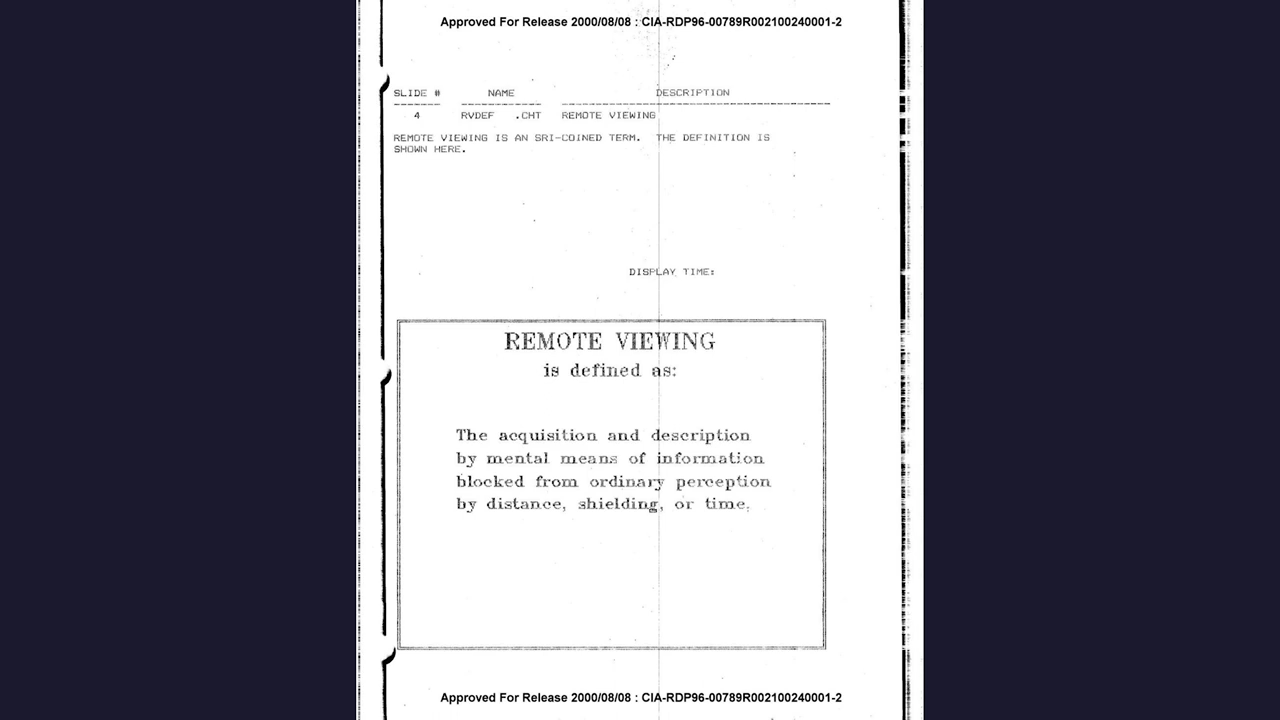 Approved For Release 2000/08/08 : CIA-RDP96-00789R002100240001-2
SLIDE # NAME DESCRIPTION
4 RVDEF .CHT REMOTE VIEWING
REMOTE VIEWING IS AN SRI-COINED TERM. THE DEFINITION IS
SHOWN HERE.
DISPLAY TIME:
REMOTE VIEWING
is defined as:
The acquisition and description
by mental means of information
blocked from ordinary perception
by distance, shielding, or time.
Approved For Release 2000/08/08 : CIA-RDP96-00789R002100240001-2